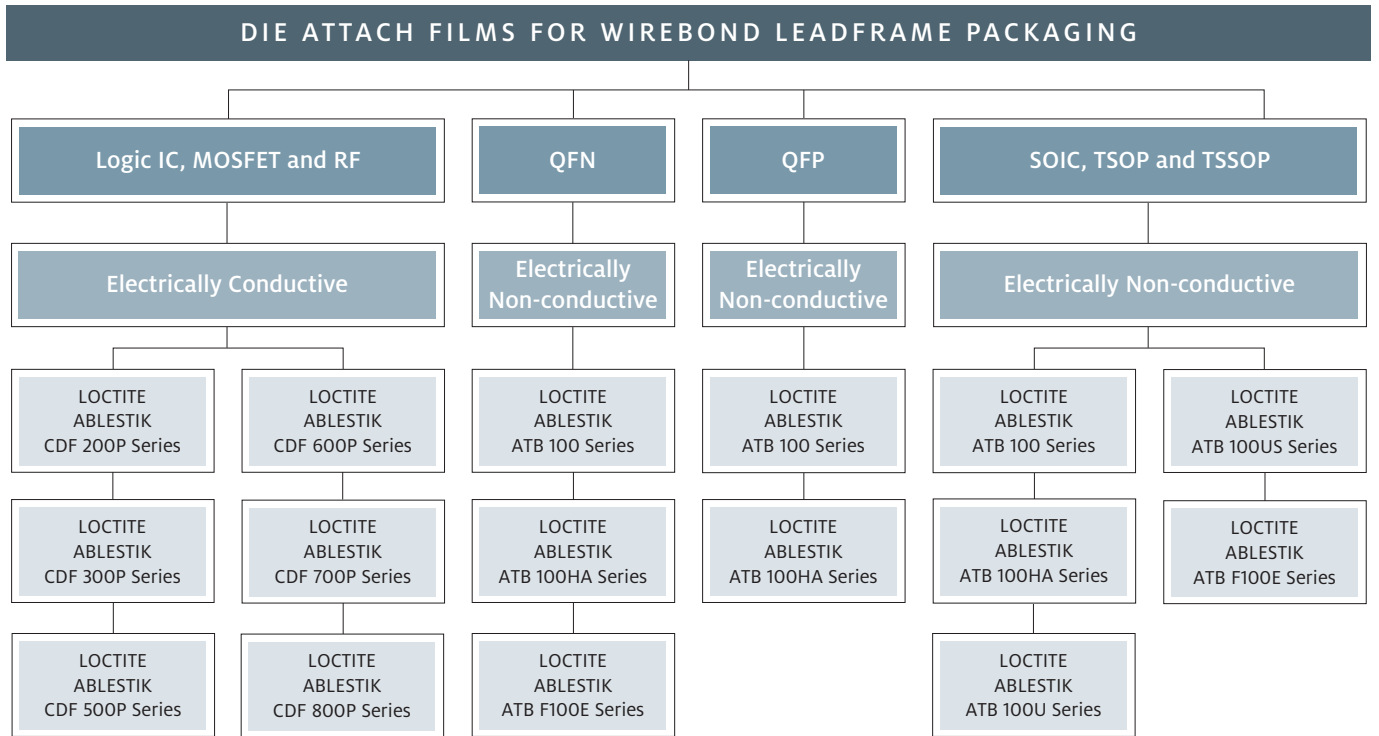 DIE ATTACH FILMS FOR WIREBOND LEADFRAME PACKAGING
Logic IC, MOSFET and RF
Electrically Conductive
LOCTITE
ABLESTIK
CDF 200P Series
LOCTITE
ABLESTIK
CDF 300P Series
LOCTITE
ABLESTIK
CDF 500P Series
LOCTITE
ABLESTIK
CDF 600P Series
LOCTITE
ABLESTIK
CDF 700P Series
LOCTITE
ABLESTIK
CDF 800P Series
QFN
Electrically
Non-conductive
LOCTITE
ABLESTIK
ATB 100 Series
LOCTITE
ABLESTIK
ATB 100HA Series
LOCTITE
ABLESTIK
ATB F100E Series
QFP
Electrically
Non-conductive
LOCTITE
ABLESTIK
ATB 100 Series
LOCTITE
ABLESTIK
ATB 100HA Series
SOIC, TSOP and TSSOP
Electrically Non-conductive
LOCTITE
ABLESTIK
ATB 100 Series
LOCTITE
ABLESTIK
ATB 100HA Series
LOCTITE
ABLESTIK
ATB 100U Series
LOCTITE
ABLESTIK
ATB 100US Series
LOCTITE
ABLESTIK
ATB F100E Series